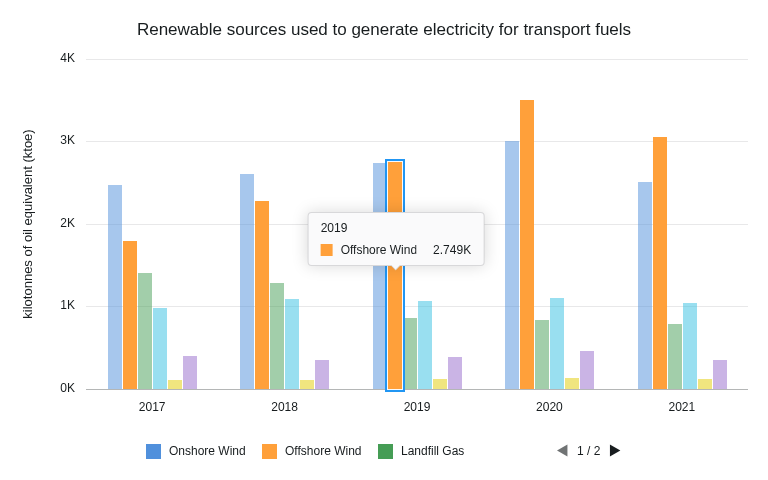 Renewable sources used to generate electricity for transport fuels
kilotonnes of oil equivalent (ktoe)
4K
3K
2K
1K
0K
2019
Offshore Wind 2.749K
2017 2018 2019 2020 2021
Onshore Wind Offshore Wind Landfill Gas 1 / 2